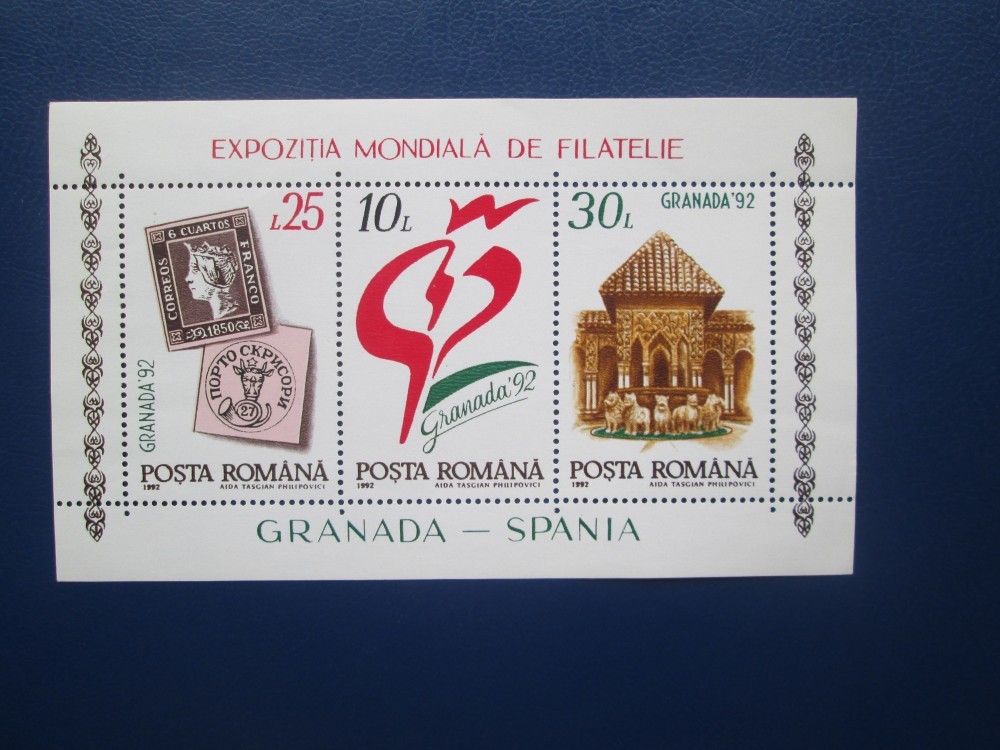 EXPOZIȚIA MONDIALĂ DE FILATELIE
L25
6 CUARTOS
CORREOS
FRANCO
1850
ПОРТО СКРИСОРИ
27
GRANADA'92
POȘTA ROMÂNĂ
1992 AIDA TASGIAN PHILIPOVICI
10L
Granada'92
POȘTA ROMÂNĂ
1992 AIDA TASGIAN PHILIPOVICI
30L
GRANADA'92
POȘTA ROMÂNĂ
1992 AIDA TASGIAN PHILIPOVICI
GRANADA — SPANIA